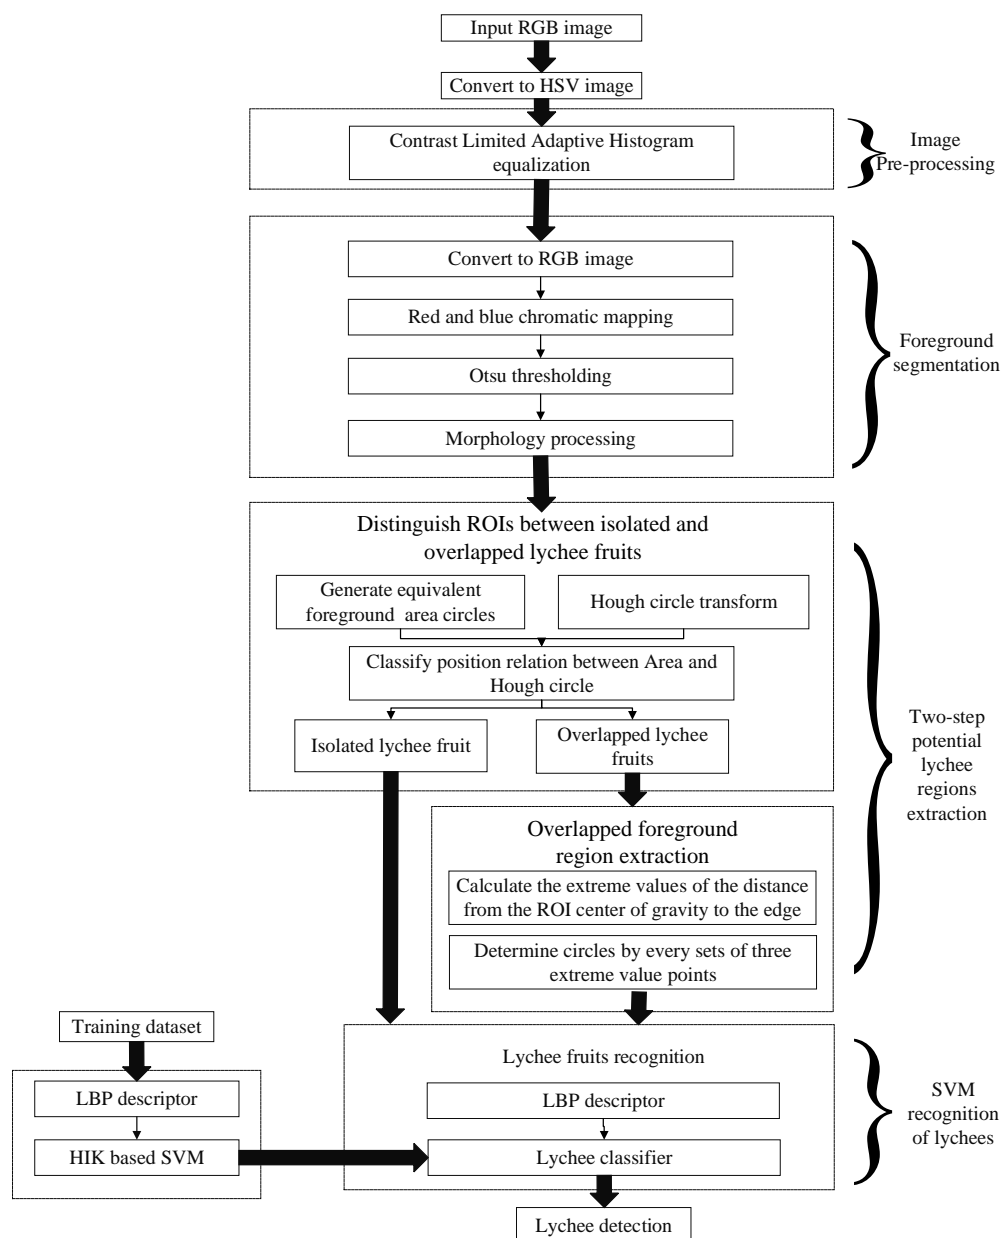 Input RGB image
Convert to HSV image
Contrast Limited Adaptive Histogram
equalization
Image
Pre-processing
Convert to RGB image
Red and blue chromatic mapping
Otsu thresholding
Morphology processing
Foreground
segmentation
Distinguish ROIs between isolated and
overlapped lychee fruits
Generate equivalent
foreground area circles
Hough circle transform
Classify position relation between Area and
Hough circle
Isolated lychee fruit
Overlapped lychee
fruits
Two-step
potential
lychee
regions
extraction
Overlapped foreground
region extraction
Calculate the extreme values of the distance
from the ROI center of gravity to the edge
Determine circles by every sets of three
extreme value points
Training dataset
LBP descriptor
HIK based SVM
Lychee fruits recognition
LBP descriptor
Lychee classifier
SVM
recognition
of lychees
Lychee detection